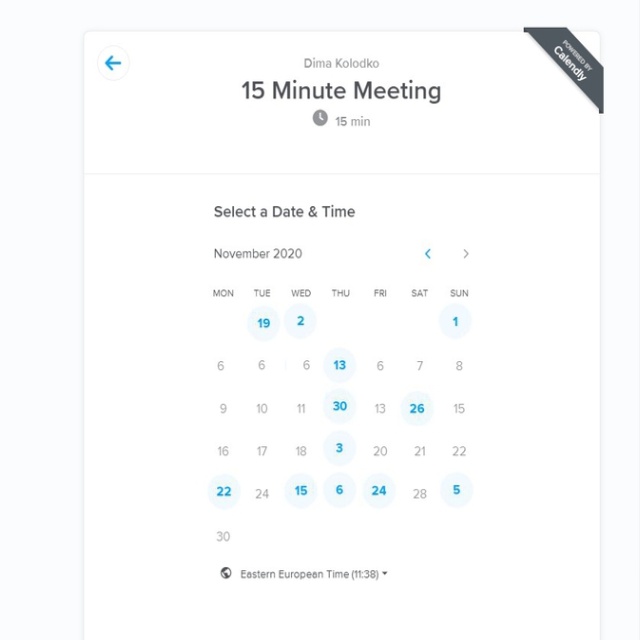 POWERED BY
Calendly
Dima Kolodko
15 Minute Meeting
15 min
Select a Date & Time
November 2020
MON TUE WED THU FRI SAT SUN
19 2 1
6 6 6 13 6 7 8
9 10 11 30 13 26 15
16 17 18 3 20 21 22
22 24 15 6 24 28 5
30
Eastern European Time (11:38)